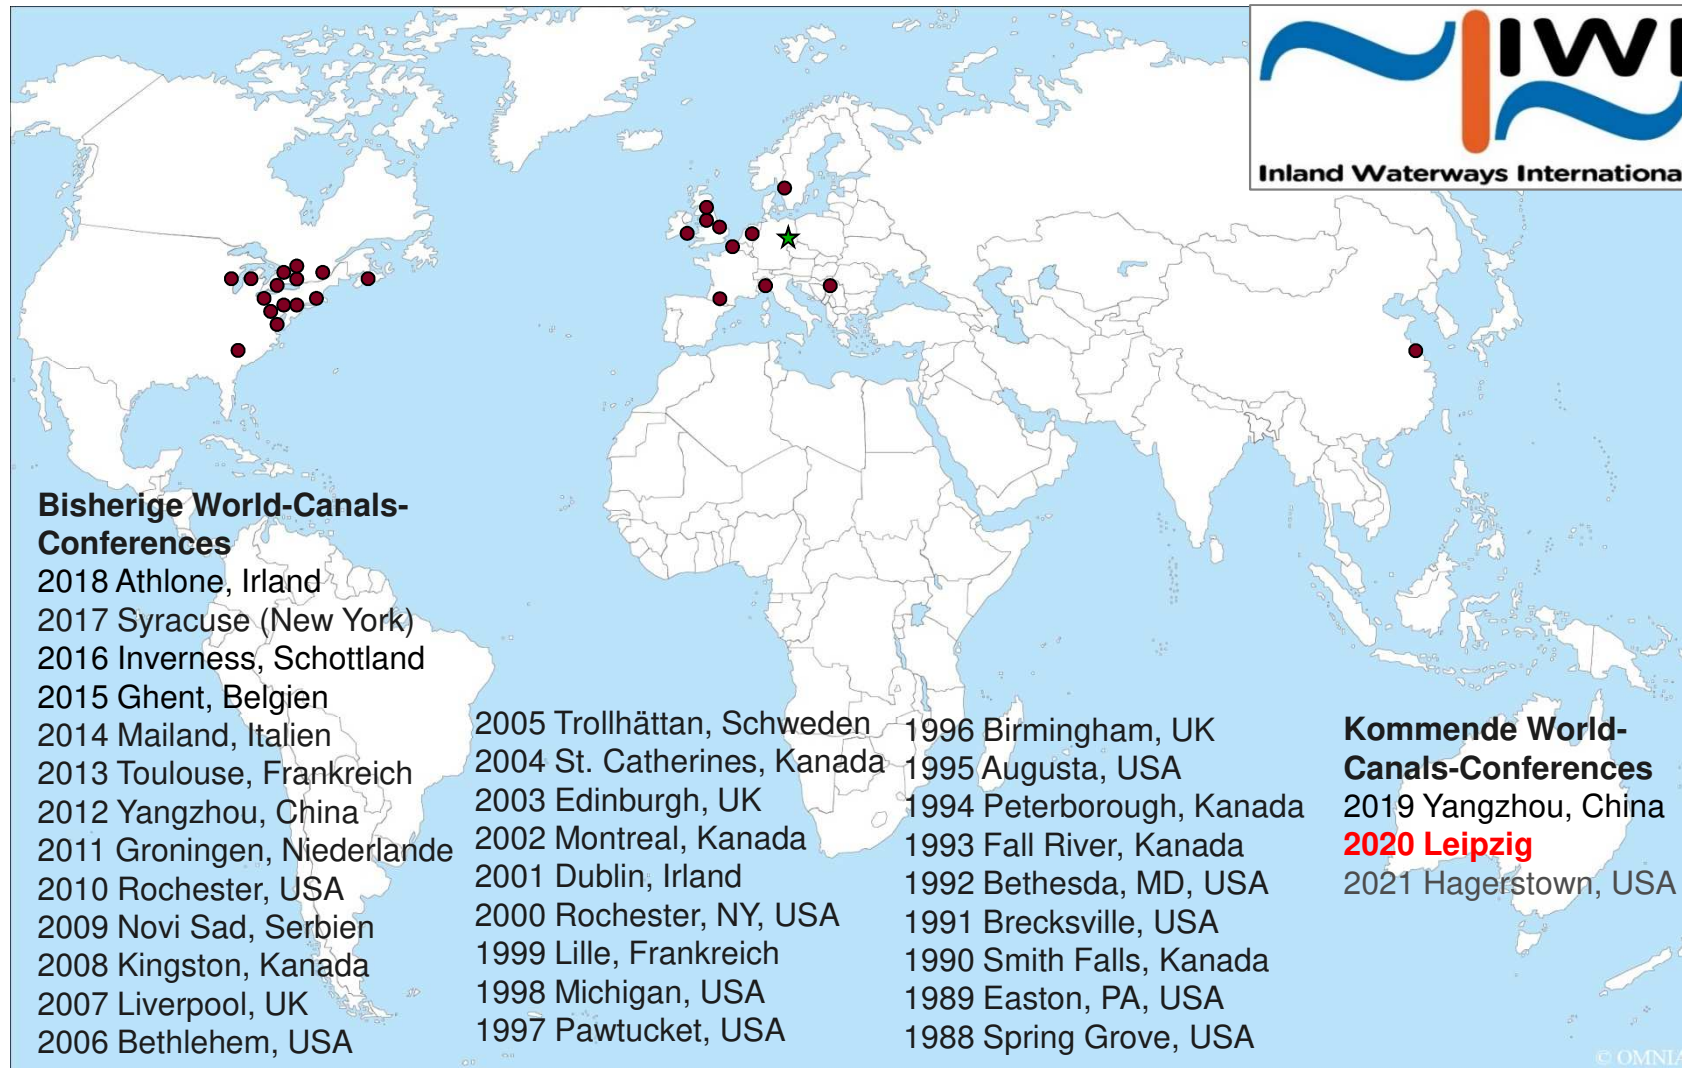 IWI
Inland Waterways International
Bisherige World-Canals-
Conferences
2018 Athlone, Irland
2017 Syracuse (New York)
2016 Inverness, Schottland
2015 Ghent, Belgien
2014 Mailand, Italien
2013 Toulouse, Frankreich
2012 Yangzhou, China
2011 Groningen, Niederlande
2010 Rochester, USA
2009 Novi Sad, Serbien
2008 Kingston, Kanada
2007 Liverpool, UK
2006 Bethlehem, USA
2005 Trollhättan, Schweden
2004 St. Catherines, Kanada
2003 Edinburgh, UK
2002 Montreal, Kanada
2001 Dublin, Irland
2000 Rochester, NY, USA
1999 Lille, Frankreich
1998 Michigan, USA
1997 Pawtucket, USA
1996 Birmingham, UK
1995 Augusta, USA
1994 Peterborough, Kanada
1993 Fall River, Kanada
1992 Bethesda, MD, USA
1991 Brecksville, USA
1990 Smith Falls, Kanada
1989 Easton, PA, USA
1988 Spring Grove, USA
Kommende World-
Canals-Conferences
2019 Yangzhou, China
2020 Leipzig
2021 Hagerstown, USA
© OMNIA